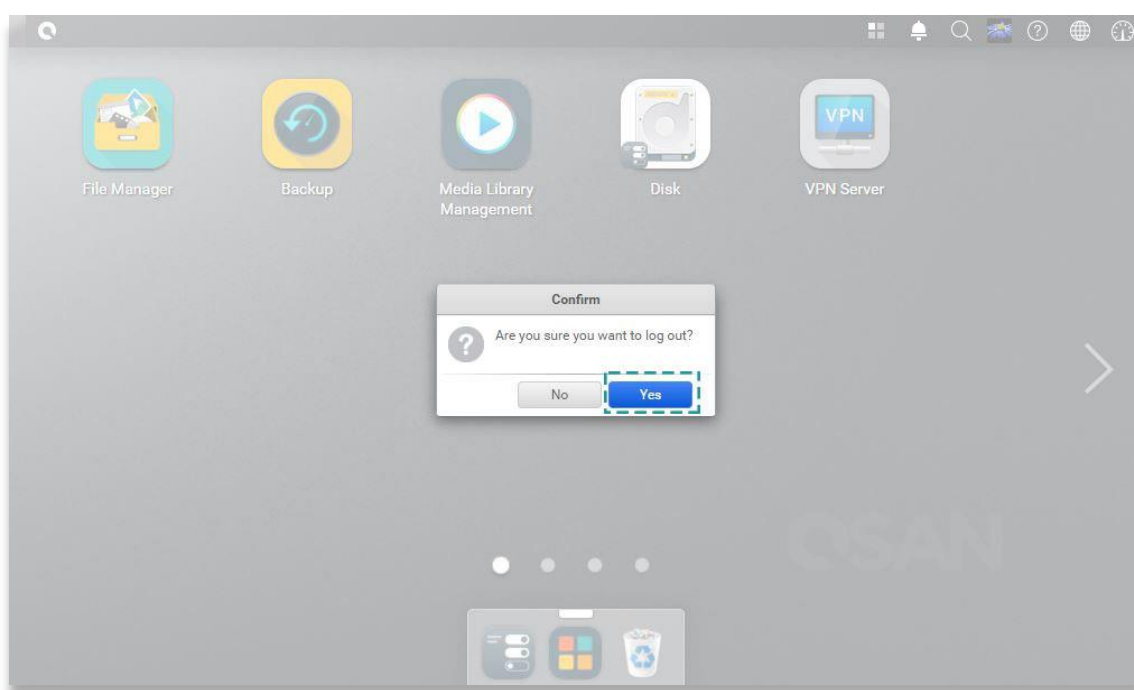 File Manager
Backup
Media Library
Management
Disk
VPN
VPN Server
Confirm
?
Are you sure you want to log out?
No
Yes
QSAN